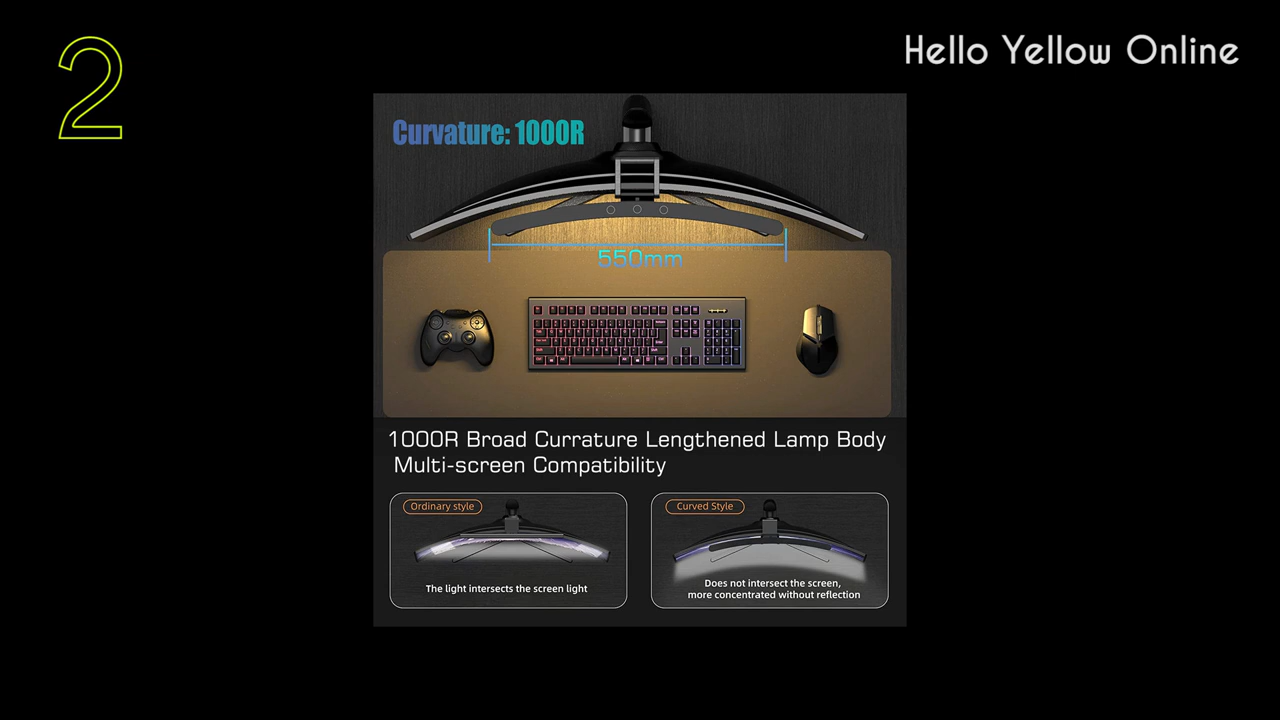 2
Hello Yellow Online
Curvature: 1000R
550mm
1000R Broad Currature Lengthened Lamp Body
Multi-screen Compatibility
Ordinary style
The light intersects the screen light
Curved Style
Does not intersect the screen,
more concentrated without reflection